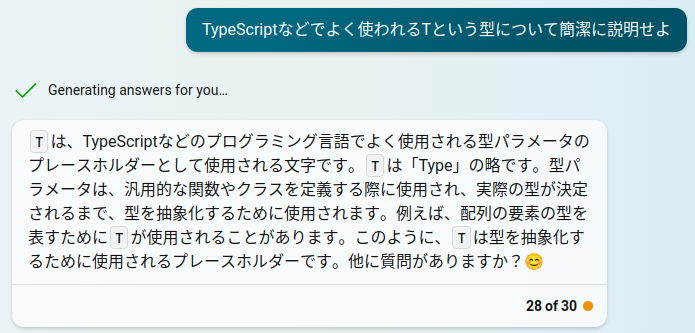 TypeScriptなどでよく使われるTという型について簡潔に説明せよ
Generating answers for you…
T は、TypeScriptなどのプログラミング言語でよく使用される型パラメータの
プレースホルダーとして使用される文字です。 T は「Type」の略です。型パ
ラメータは、汎用的な関数やクラスを定義する際に使用され、実際の型が決定
されるまで、型を抽象化するために使用されます。例えば、配列の要素の型を
表すために T が使用されることがあります。このように、 T は型を抽象化す
るために使用されるプレースホルダーです。他に質問がありますか？😊
28 of 30